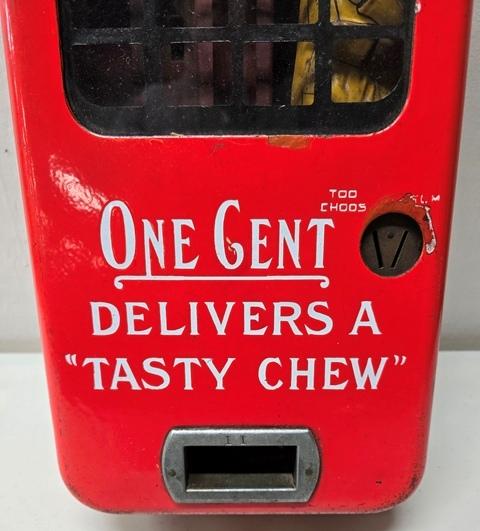 TOO
CHOOS
ONE CENT
DELIVERS A
"TASTY CHEW"